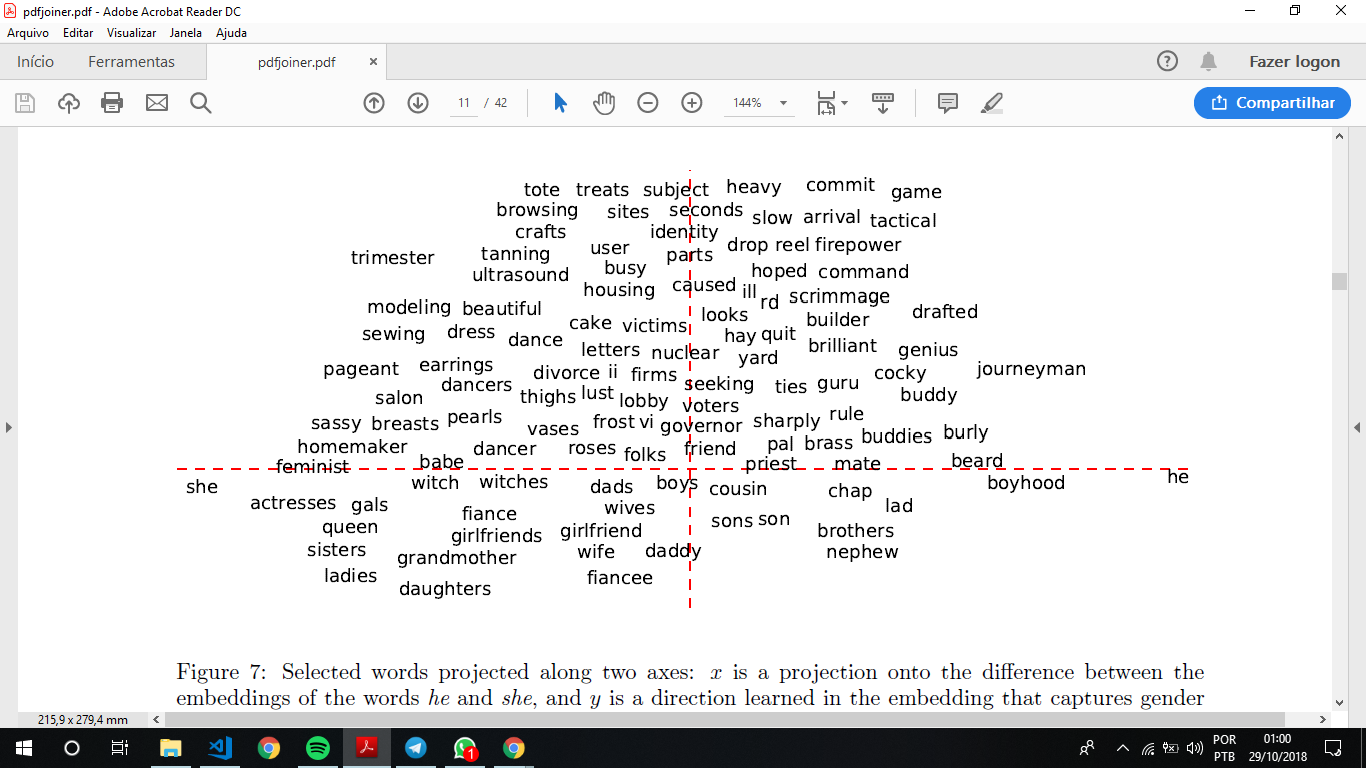 pdfjoiner.pdf - Adobe Acrobat Reader DC
Arquivo Editar Visualizar Janela Ajuda
Início Ferramentas pdfjoiner.pdf × Fazer logon
11 / 42 144% Compartilhar
tote treats subject heavy commit game
browsing sites seconds slow arrival tactical
crafts identity
trimester tanning user parts drop reel firepower
ultrasound busy hoped command
housing caused ill rd scrimmage
modeling beautiful looks builder drafted
sewing dress dance cake victims hay quit
letters nuclear yard brilliant genius
pageant earrings divorce ii firms seeking ties guru cocky journeyman
salon dancers thighs lust lobby voters buddy
sassy breasts pearls vases frost vi governor sharply rule
homemaker dancer roses folks friend pal brass buddies burly
feminist babe priest mate beard
she witch witches dads boys cousin chap boyhood he
actresses gals fiance wives sons son lad
queen girlfriends girlfriend brothers
sisters grandmother wife daddy nephew
ladies daughters fiancee
Figure 7: Selected words projected along two axes: x is a projection onto the difference between the
embeddings of the words he and she, and y is a direction learned in the embedding that captures gender
215,9 x 279,4 mm
1
POR 01:00
PTB 29/10/2018